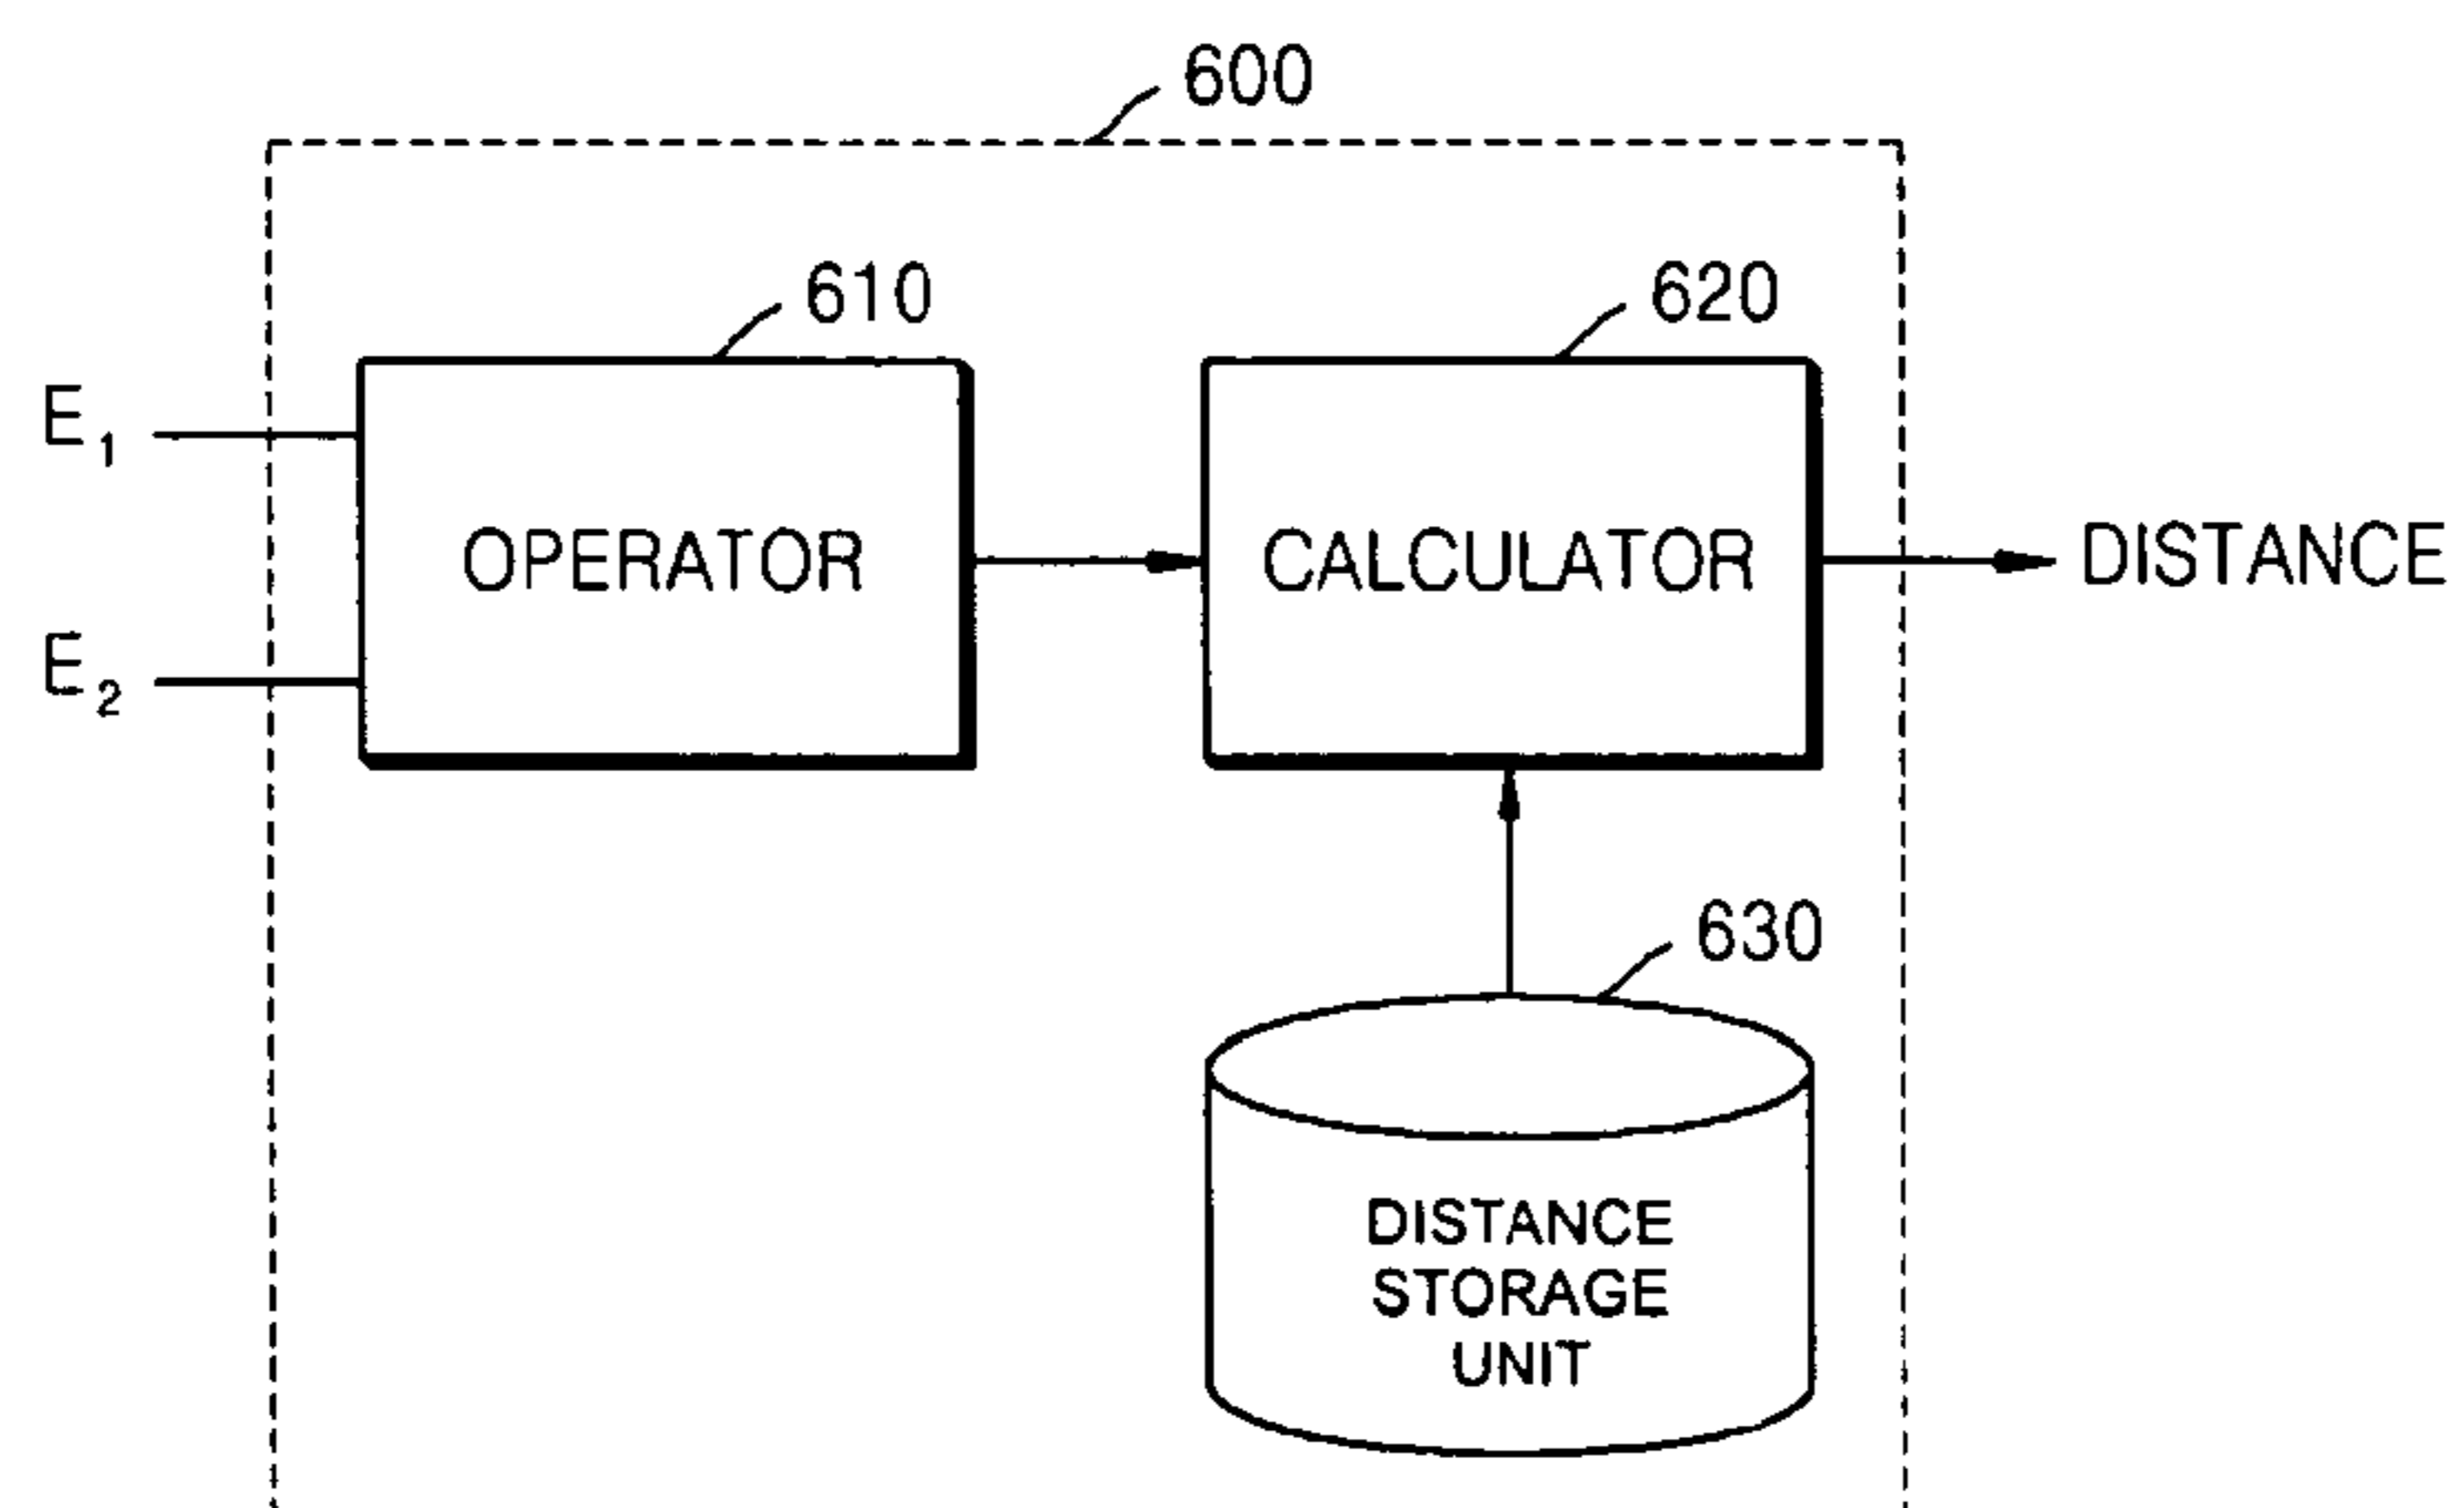 600
610
620
E1
OPERATOR
CALCULATOR
DISTANCE
E2
630
DISTANCE
STORAGE
UNIT